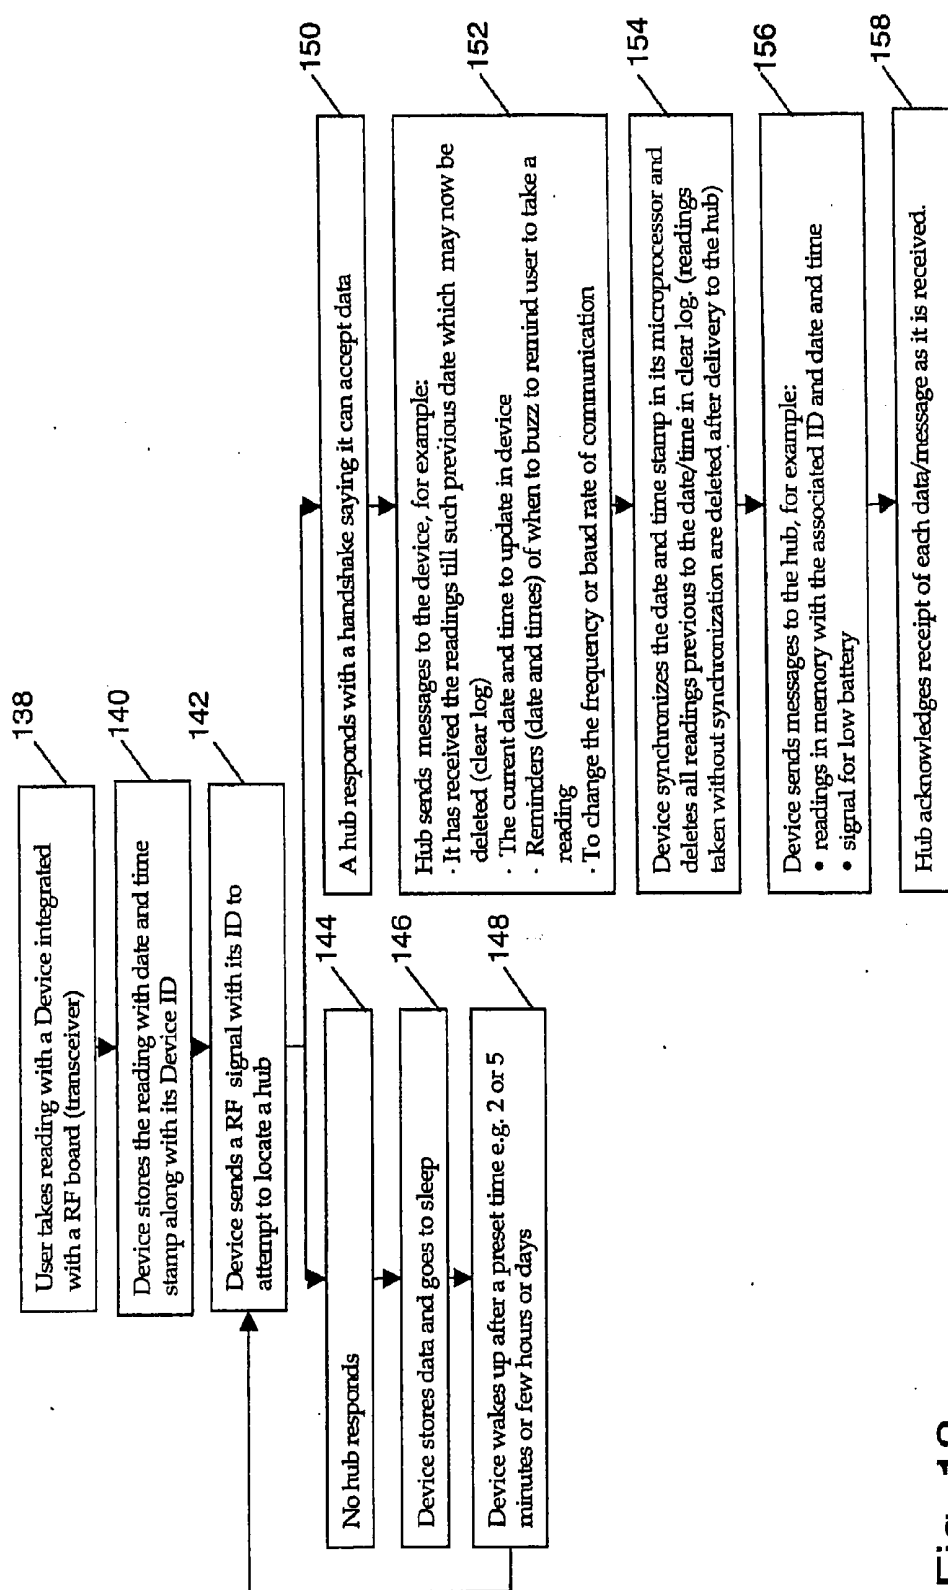 138
User takes reading with a Device integrated
with a RF board (transceiver)
140
Device stores the reading with date and time
stamp along with its Device ID
142
Device sends a RF signal with its ID to
attempt to locate a hub
144
No hub responds
146
Device stores data and goes to sleep
148
Device wakes up after a preset time e.g. 2 or 5
minutes or few hours or days
150
A hub responds with a handshake saying it can accept data
152
Hub sends messages to the device, for example:
- It has received the readings till such previous date which may now be
deleted (clear log)
- The current date and time to update in device
- Reminders (date and times) of when to buzz to remind user to take a
reading
- To change the frequency or baud rate of communication
154
Device synchronizes the date and time stamp in its microprocessor and
deletes all readings previous to the date/time in clear log. (readings
taken without synchronization are deleted after delivery to the hub)
156
Device sends messages to the hub, for example:
• readings in memory with the associated ID and date and time
• signal for low battery
158
Hub acknowledges receipt of each data/message as it is received.
Fig.